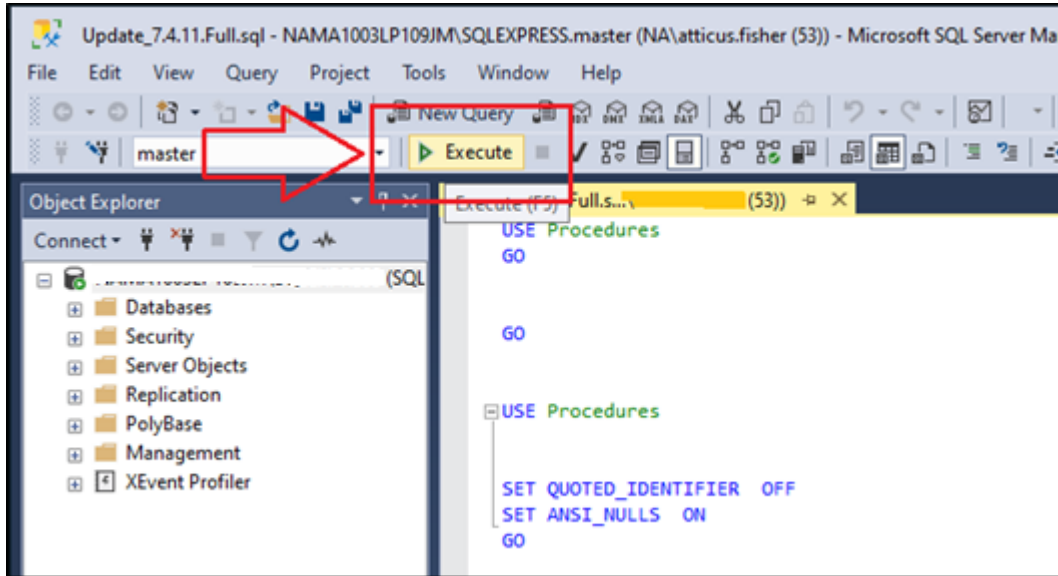 Update_7.4.11.Full.sql - NAMA1003LP109JM\SQLEXPRESS.master (NA\atticus.fisher (53)) - Microsoft SQL Server Ma
File Edit View Query Project Tools Window Help
New Query
master Execute
Object Explorer
Execute (F5) Full.s...\ (53))
Connect
(SQL
Databases
Security
Server Objects
Replication
PolyBase
Management
XEvent Profiler
USE Procedures
GO
GO
USE Procedures
SET QUOTED_IDENTIFIER OFF
SET ANSI_NULLS ON
GO